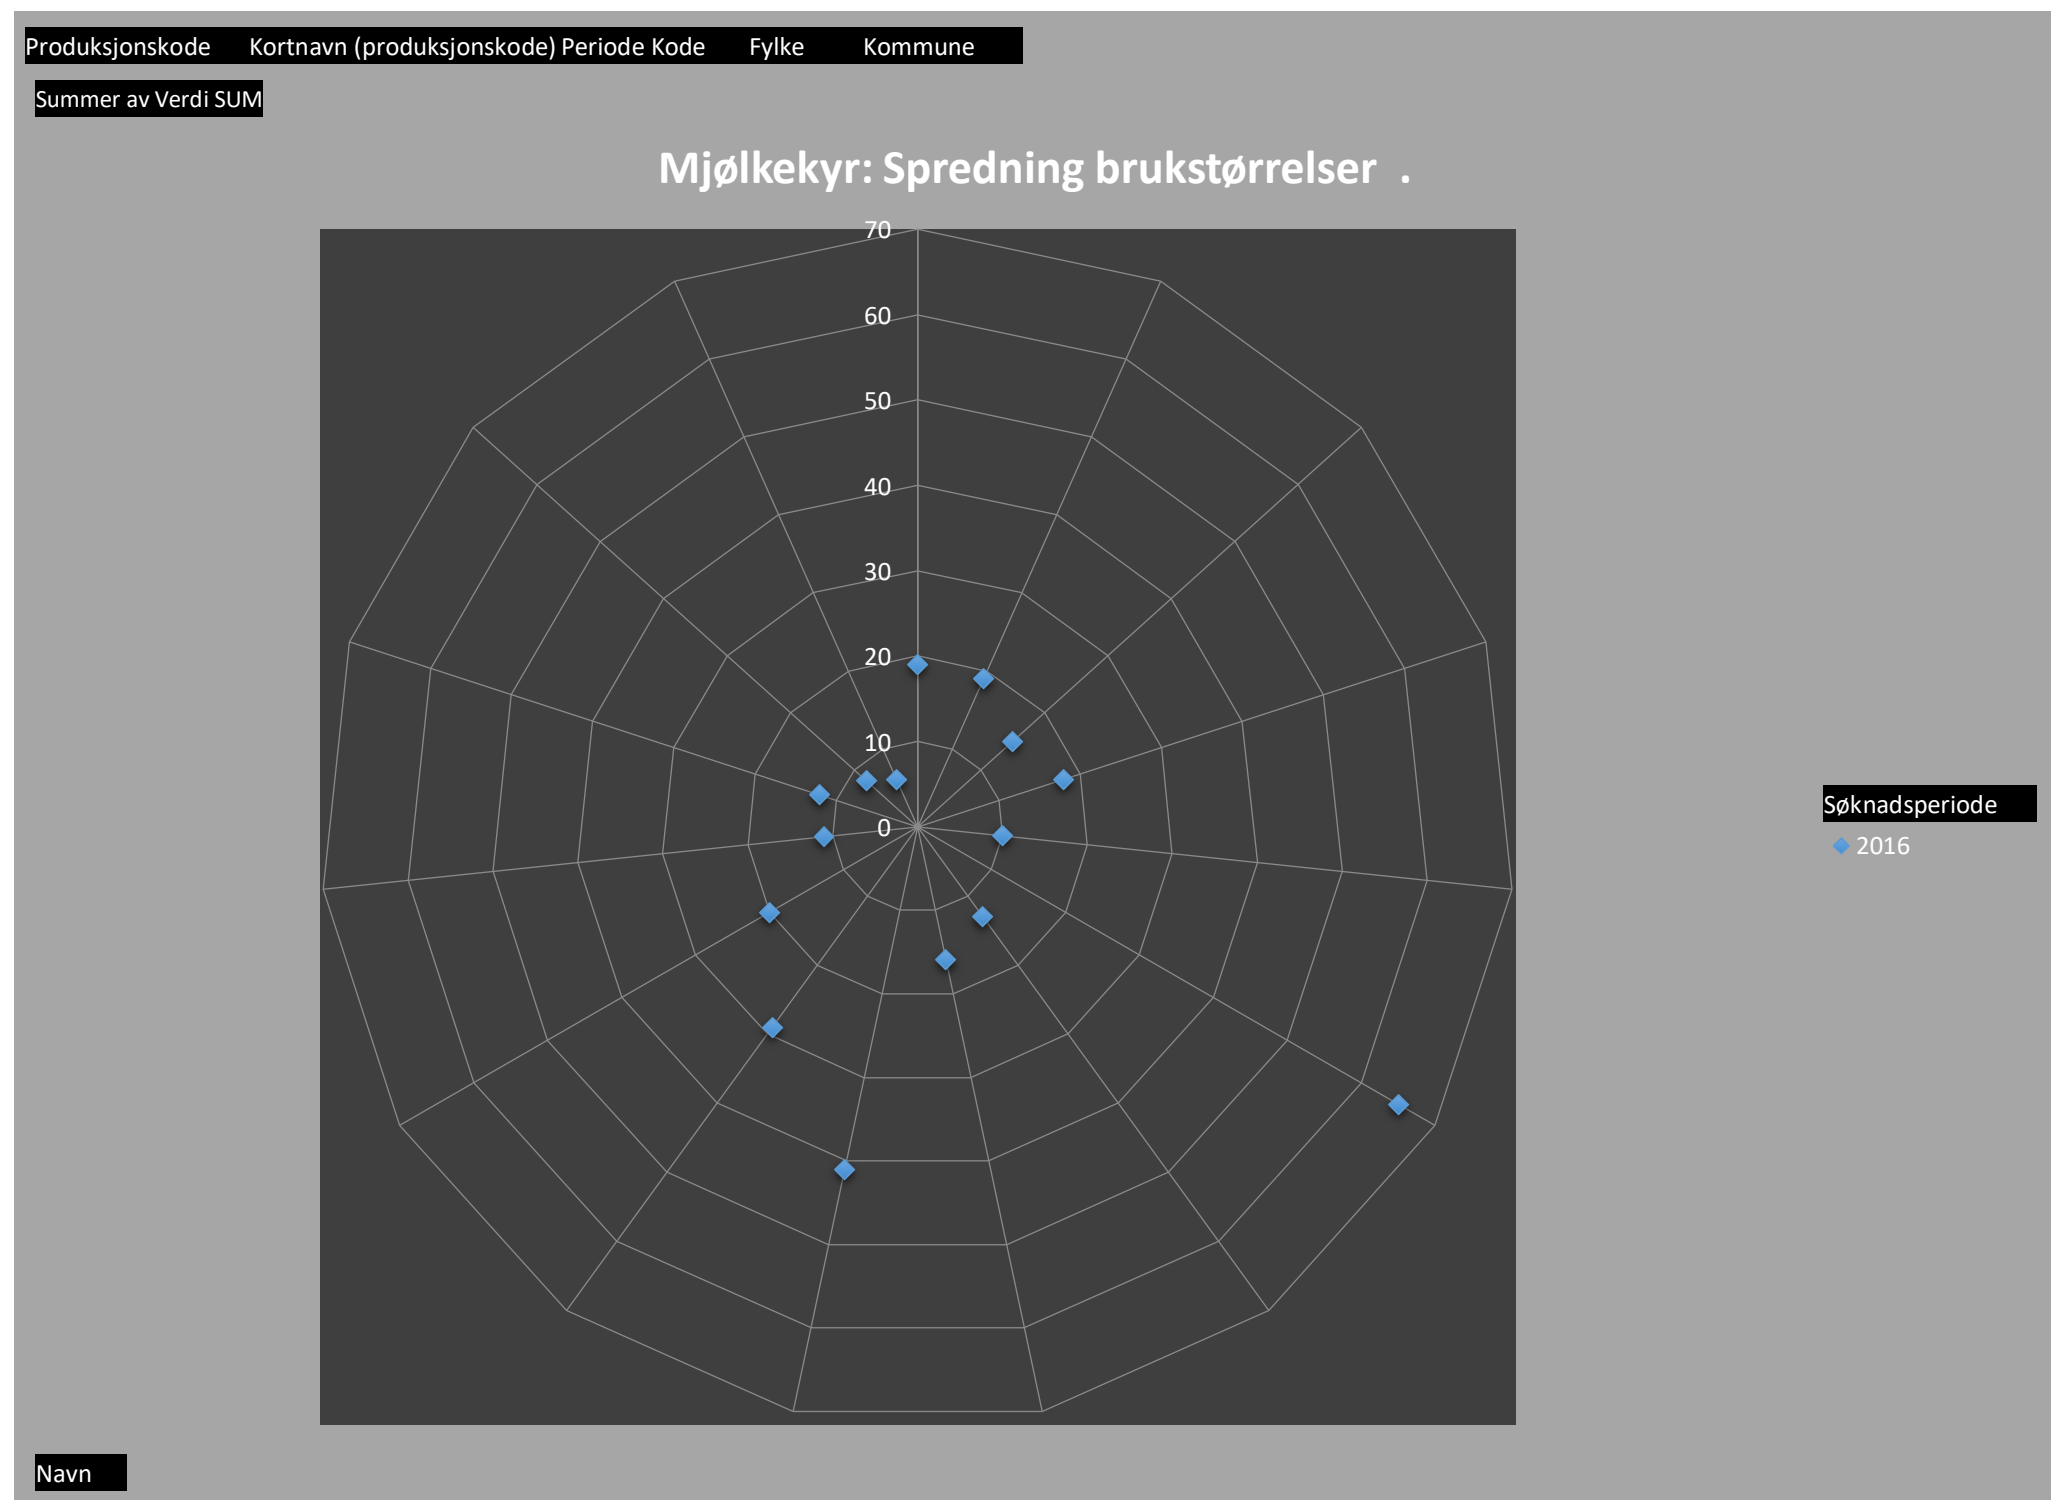 Produksjonskode Kortnavn (produksjonskode) Periode Kode Fylke Kommune
Summer av Verdi SUM
Mjølkekyr: Spredning brukstørrelser .
70
60
50
40
30
20
10
0
Søknadsperiode
2016
Navn